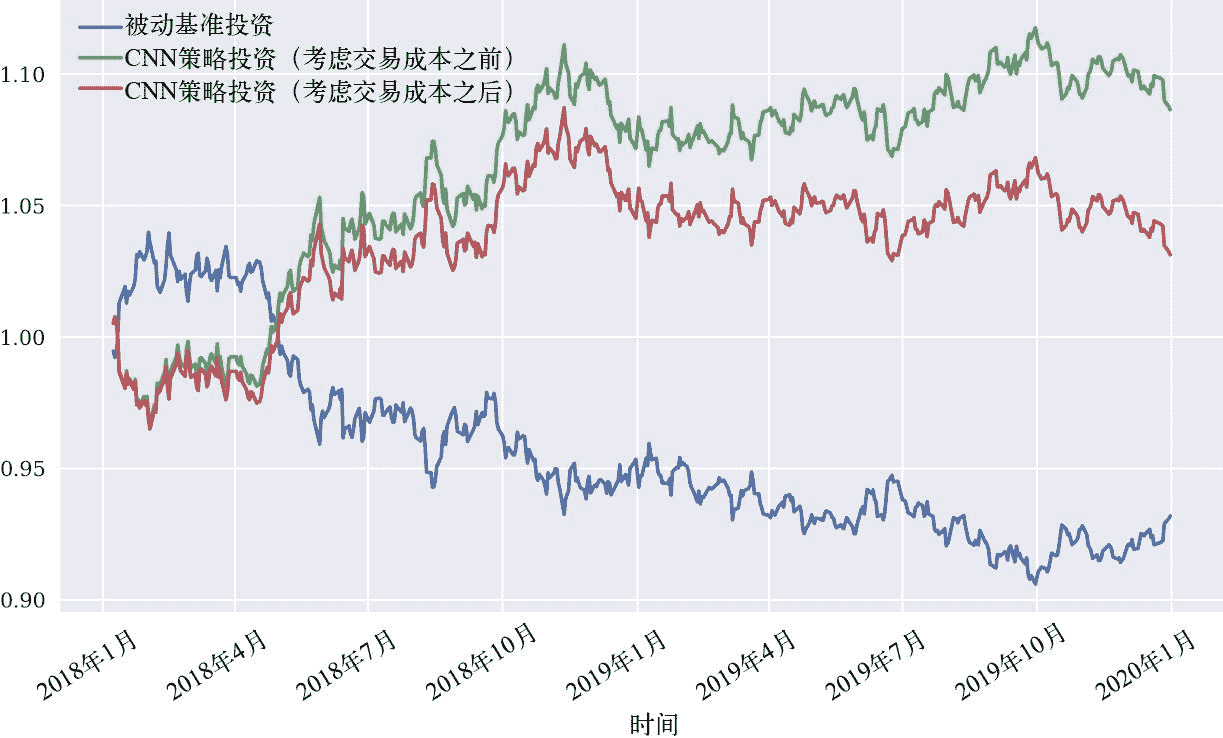 被动基准投资
CNN策略投资（考虑交易成本之前）
CNN策略投资（考虑交易成本之后）
1.10
1.05
1.00
0.95
0.90
2018年1月
2018年4月
2018年7月
2018年10月
2019年1月
2019年4月
2019年7月
2019年10月
2020年1月
时间